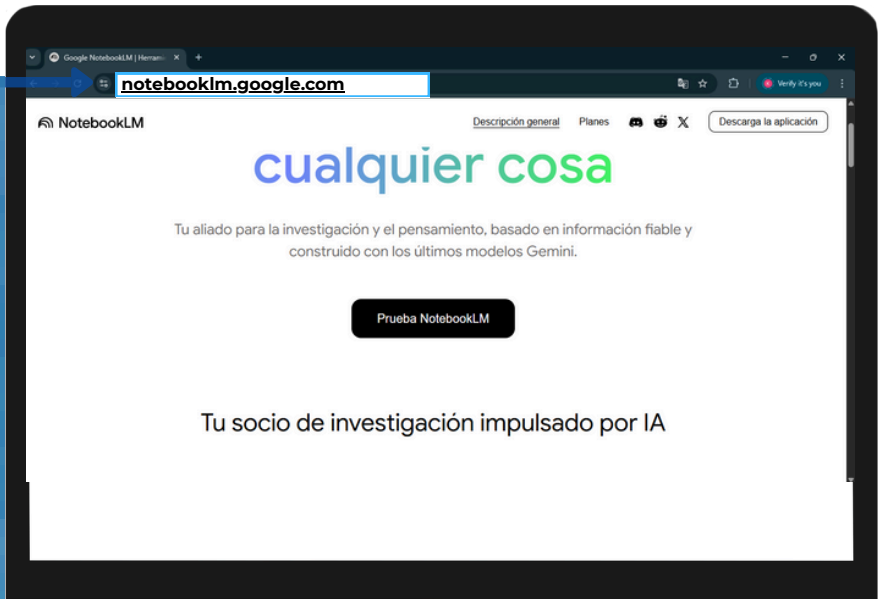 Google NotebookLM | Herrami
notebooklm.google.com
Verify it's you
NotebookLM
Descripción general
Planes
Descarga la aplicación
cualquier cosa
Tu aliado para la investigación y el pensamiento, basado en información fiable y
construido con los últimos modelos Gemini.
Prueba NotebookLM
Tu socio de investigación impulsado por IA